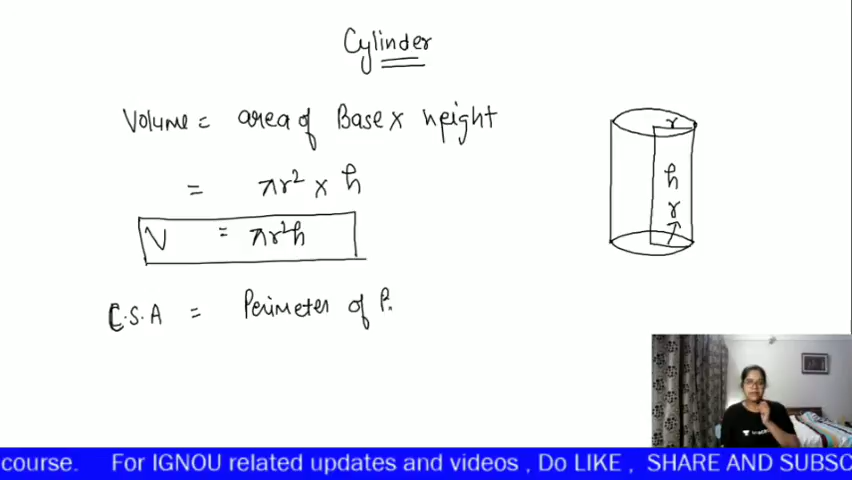 Cylinder
Volume = area of Base x height
= πr² x h
V = πr²h
r
h
r
C.S.A = Perimeter of
course. For IGNOU related updates and videos , Do LIKE , SHARE AND SUBSC